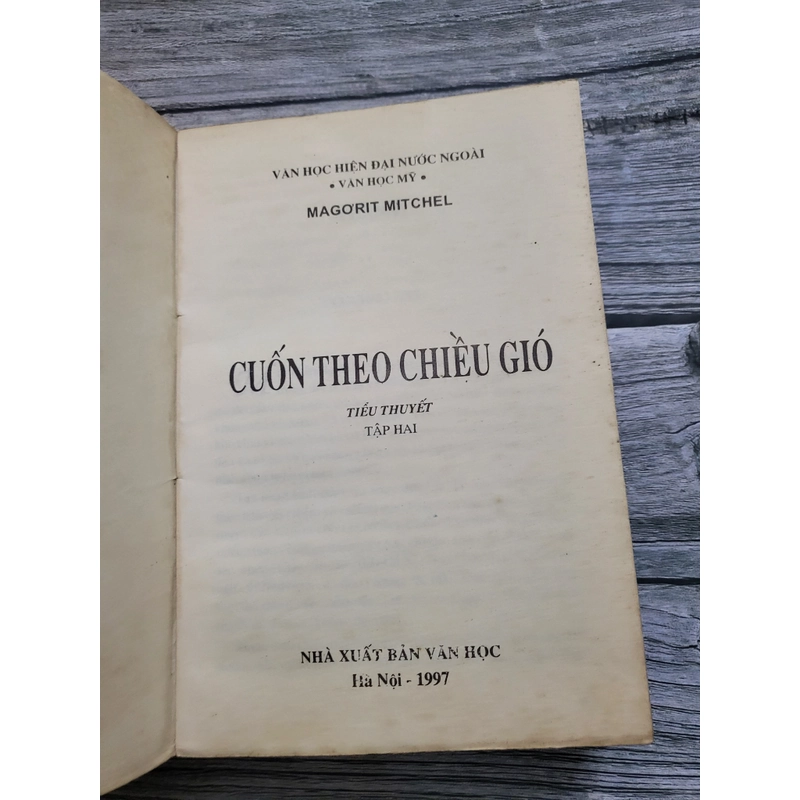 VĂN HỌC HIỆN ĐẠI NƯỚC NGOÀI
• VĂN HỌC MỸ •
MAGƠRIT MITCHEL
CUỐN THEO CHIỀU GIÓ
TIỂU THUYẾT
TẬP HAI
NHÀ XUẤT BẢN VĂN HỌC
Hà Nội - 1997